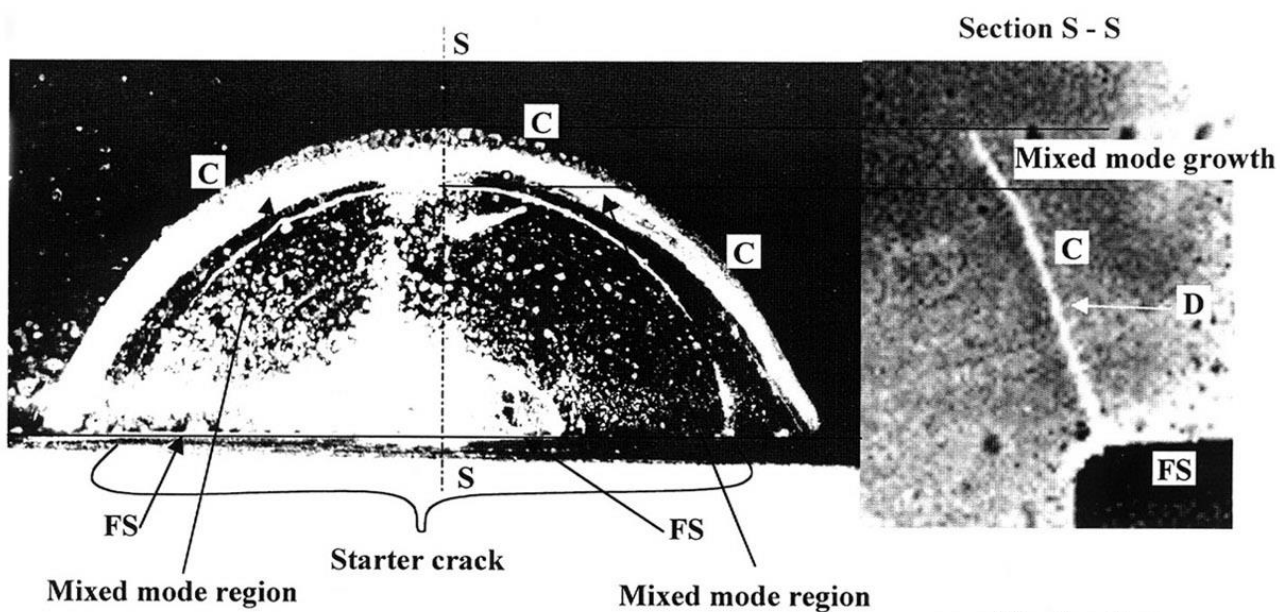 Section S - S
S
C
C
C
Mixed mode growth
C
D
S
FS
FS
FS
Starter crack
Mixed mode region
Mixed mode region